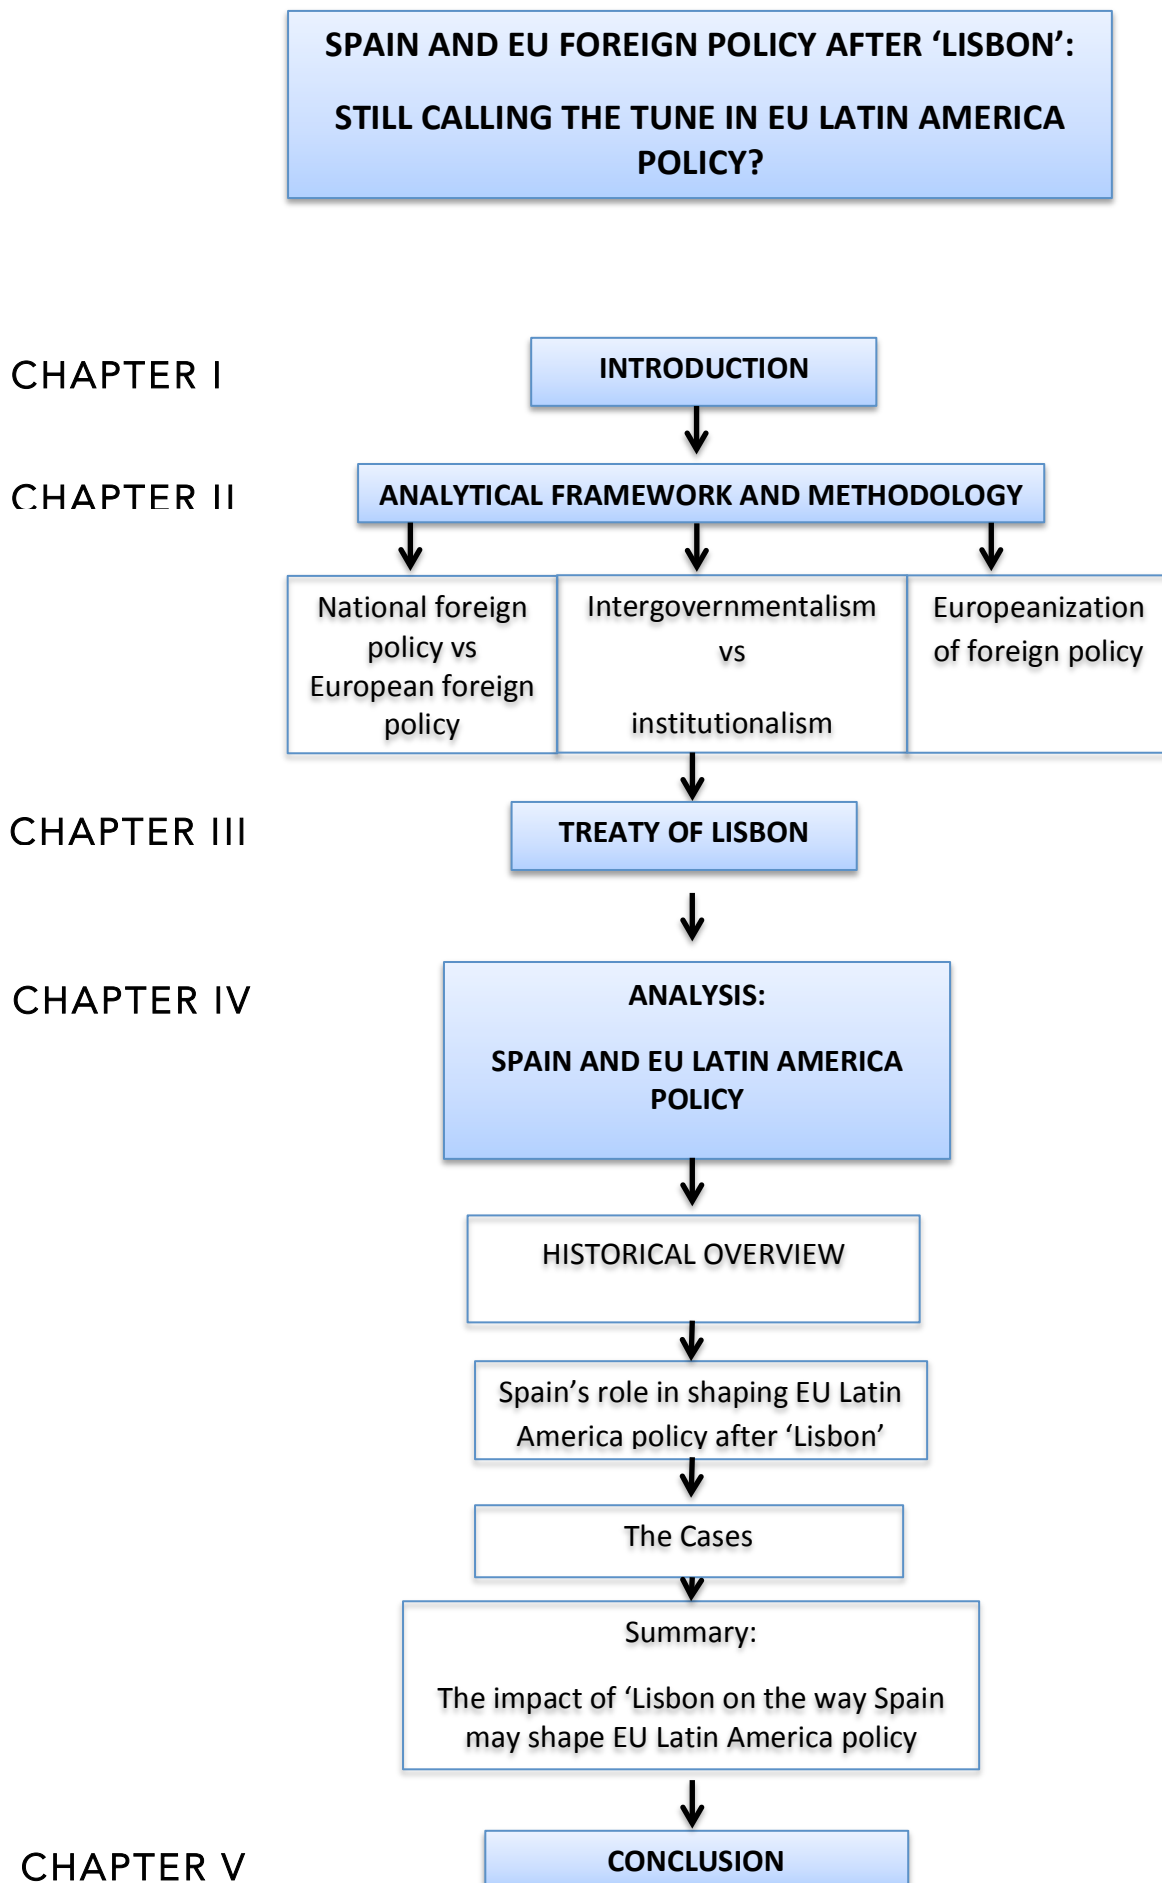 SPAIN AND EU FOREIGN POLICY AFTER ‘LISBON’:
STILL CALLING THE TUNE IN EU LATIN AMERICA
POLICY?
CHAPTER I
INTRODUCTION
CHAPTER II
ANALYTICAL FRAMEWORK AND METHODOLOGY
National foreign
policy vs
European foreign
policy
Intergovernmentalism
vs
institutionalism
Europeanization
of foreign policy
CHAPTER III
TREATY OF LISBON
CHAPTER IV
ANALYSIS:
SPAIN AND EU LATIN AMERICA
POLICY
HISTORICAL OVERVIEW
Spain’s role in shaping EU Latin
America policy after ‘Lisbon’
The Cases
Summary:
The impact of ‘Lisbon on the way Spain
may shape EU Latin America policy
CHAPTER V
CONCLUSION